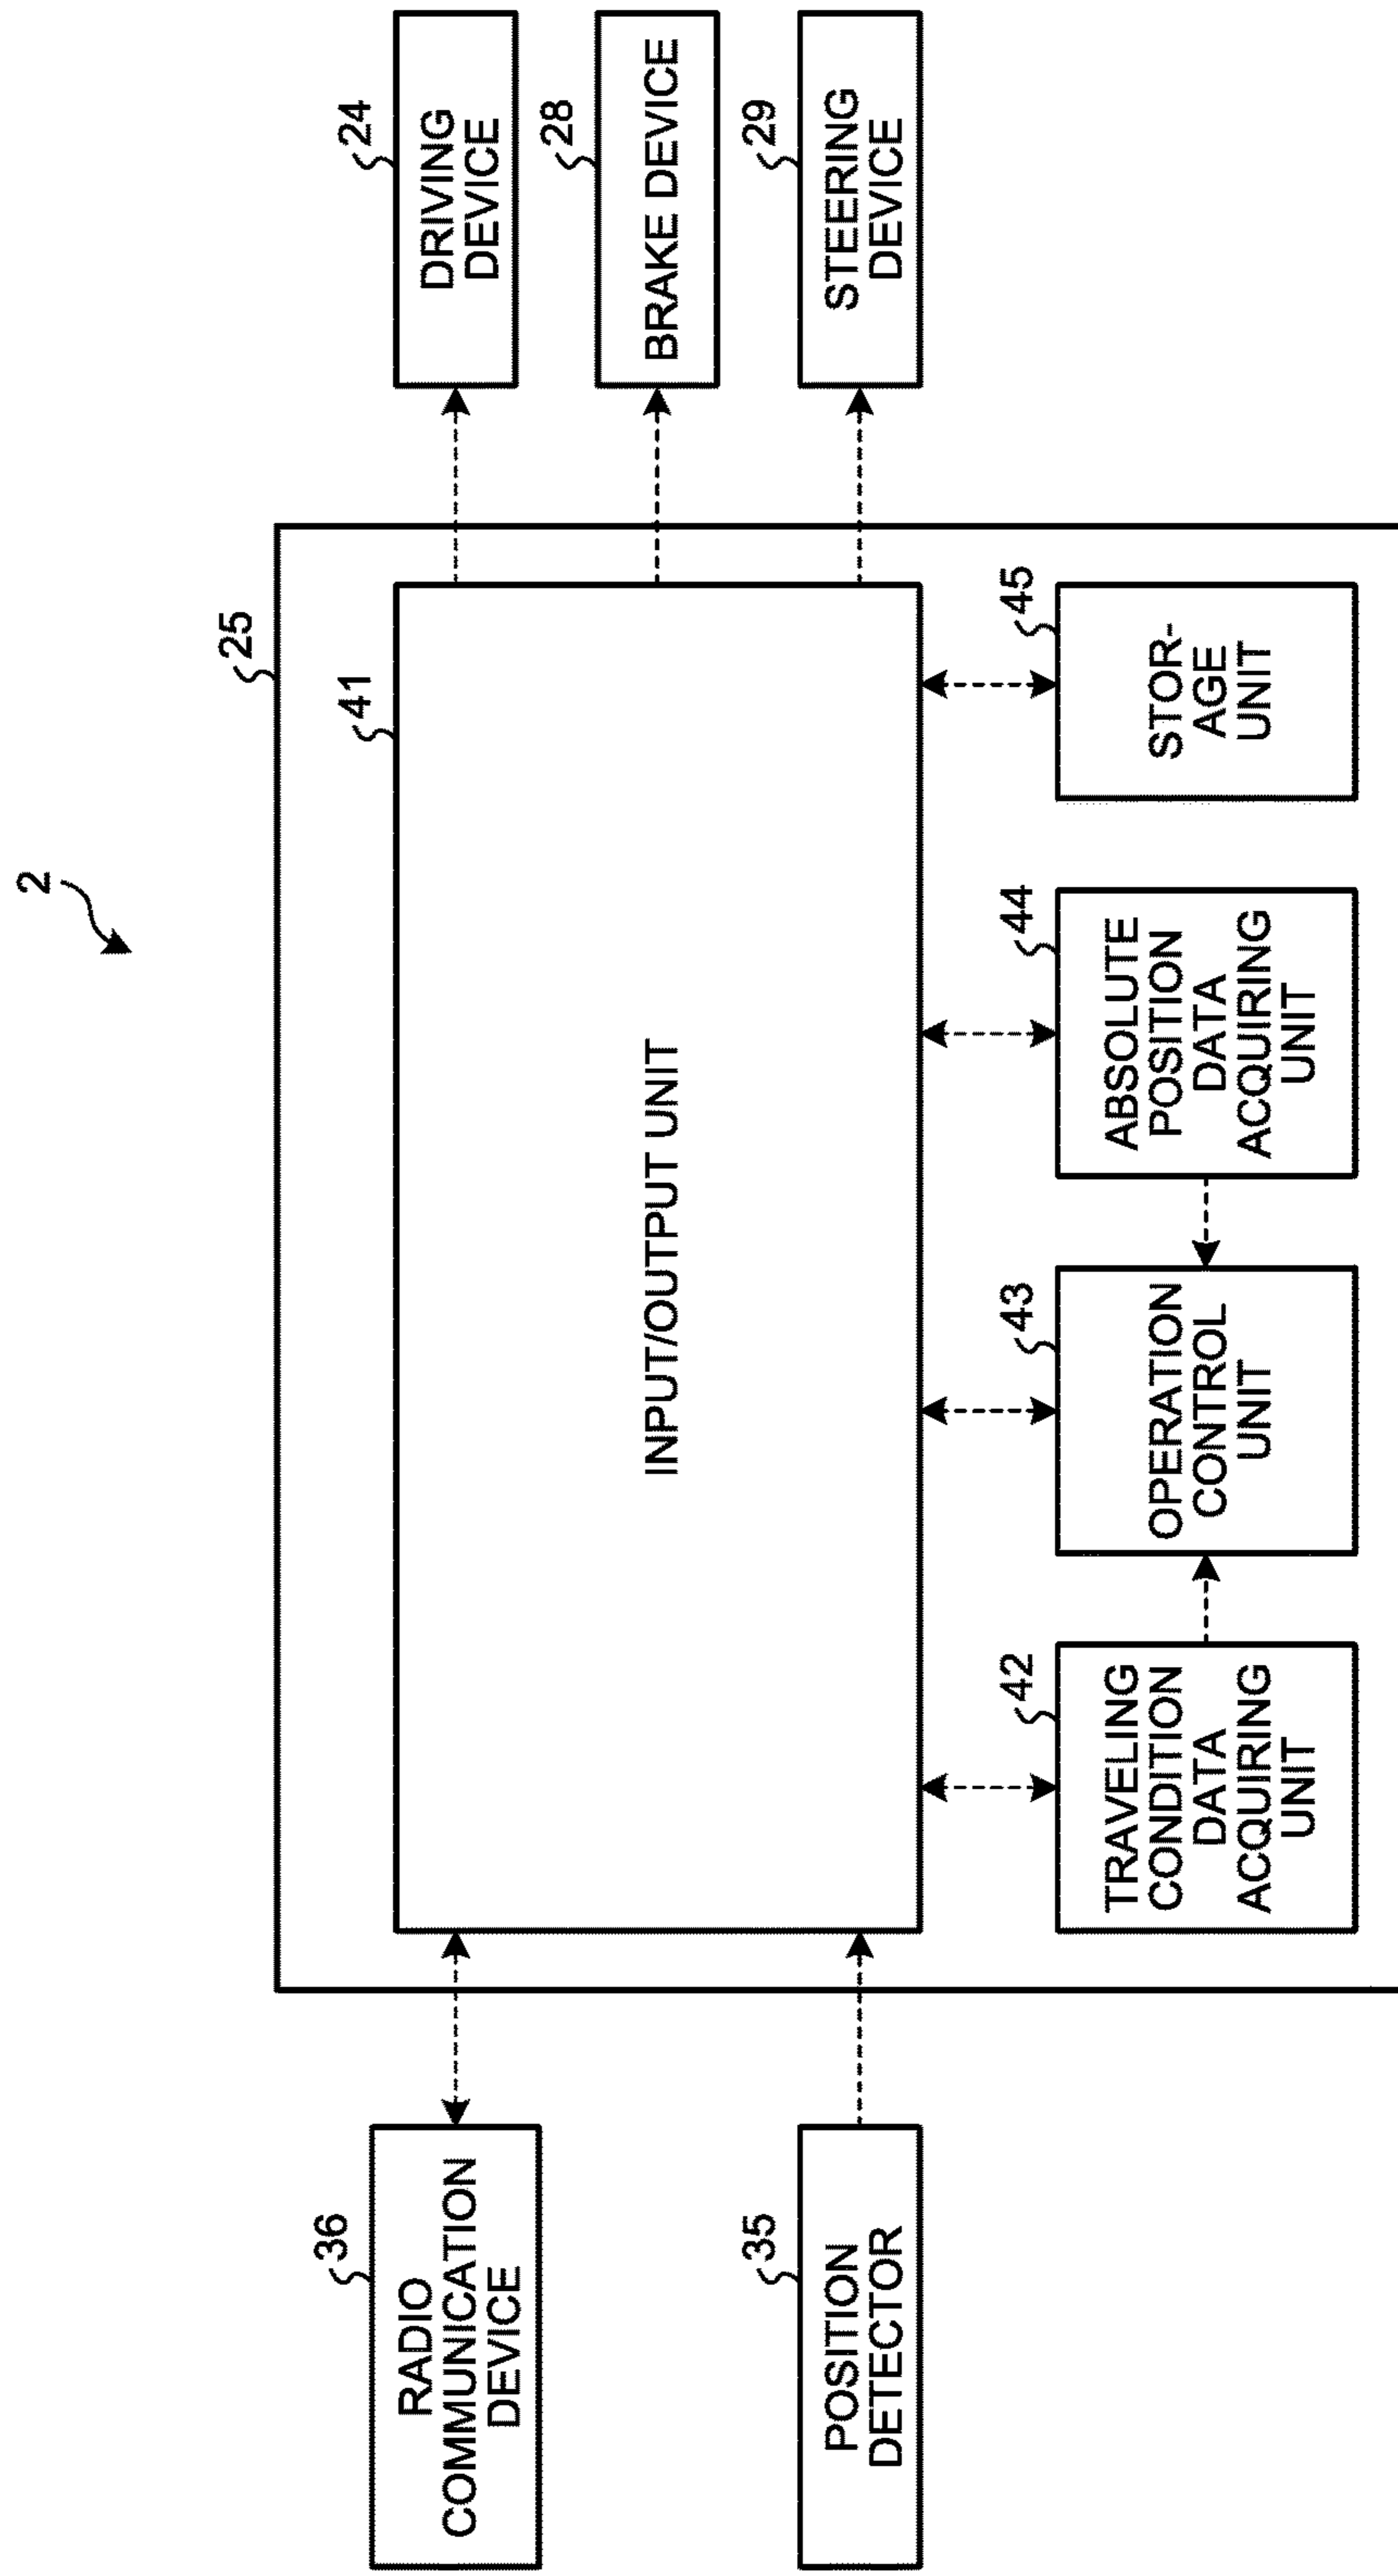 2
25
36
RADIO
COMMUNICATION
DEVICE
35
POSITION
DETECTOR
41
INPUT/OUTPUT UNIT
42
TRAVELING
CONDITION
DATA
ACQUIRING
UNIT
43
OPERATION
CONTROL
UNIT
44
ABSOLUTE
POSITION
DATA
ACQUIRING
UNIT
45
STOR-
AGE
UNIT
24
DRIVING
DEVICE
28
BRAKE DEVICE
29
STEERING
DEVICE